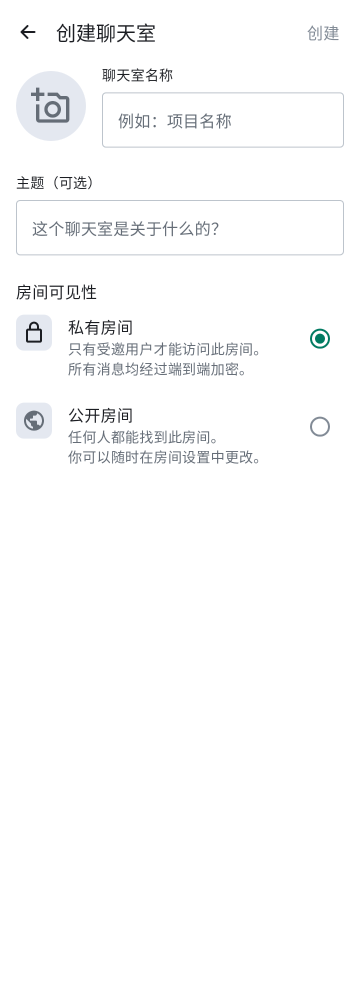 创建聊天室
创建
聊天室名称
例如：项目名称
主题（可选）
这个聊天室是关于什么的？
房间可见性
私有房间
只有受邀用户才能访问此房间。
所有消息均经过端到端加密。
公开房间
任何人都能找到此房间。
你可以随时在房间设置中更改。